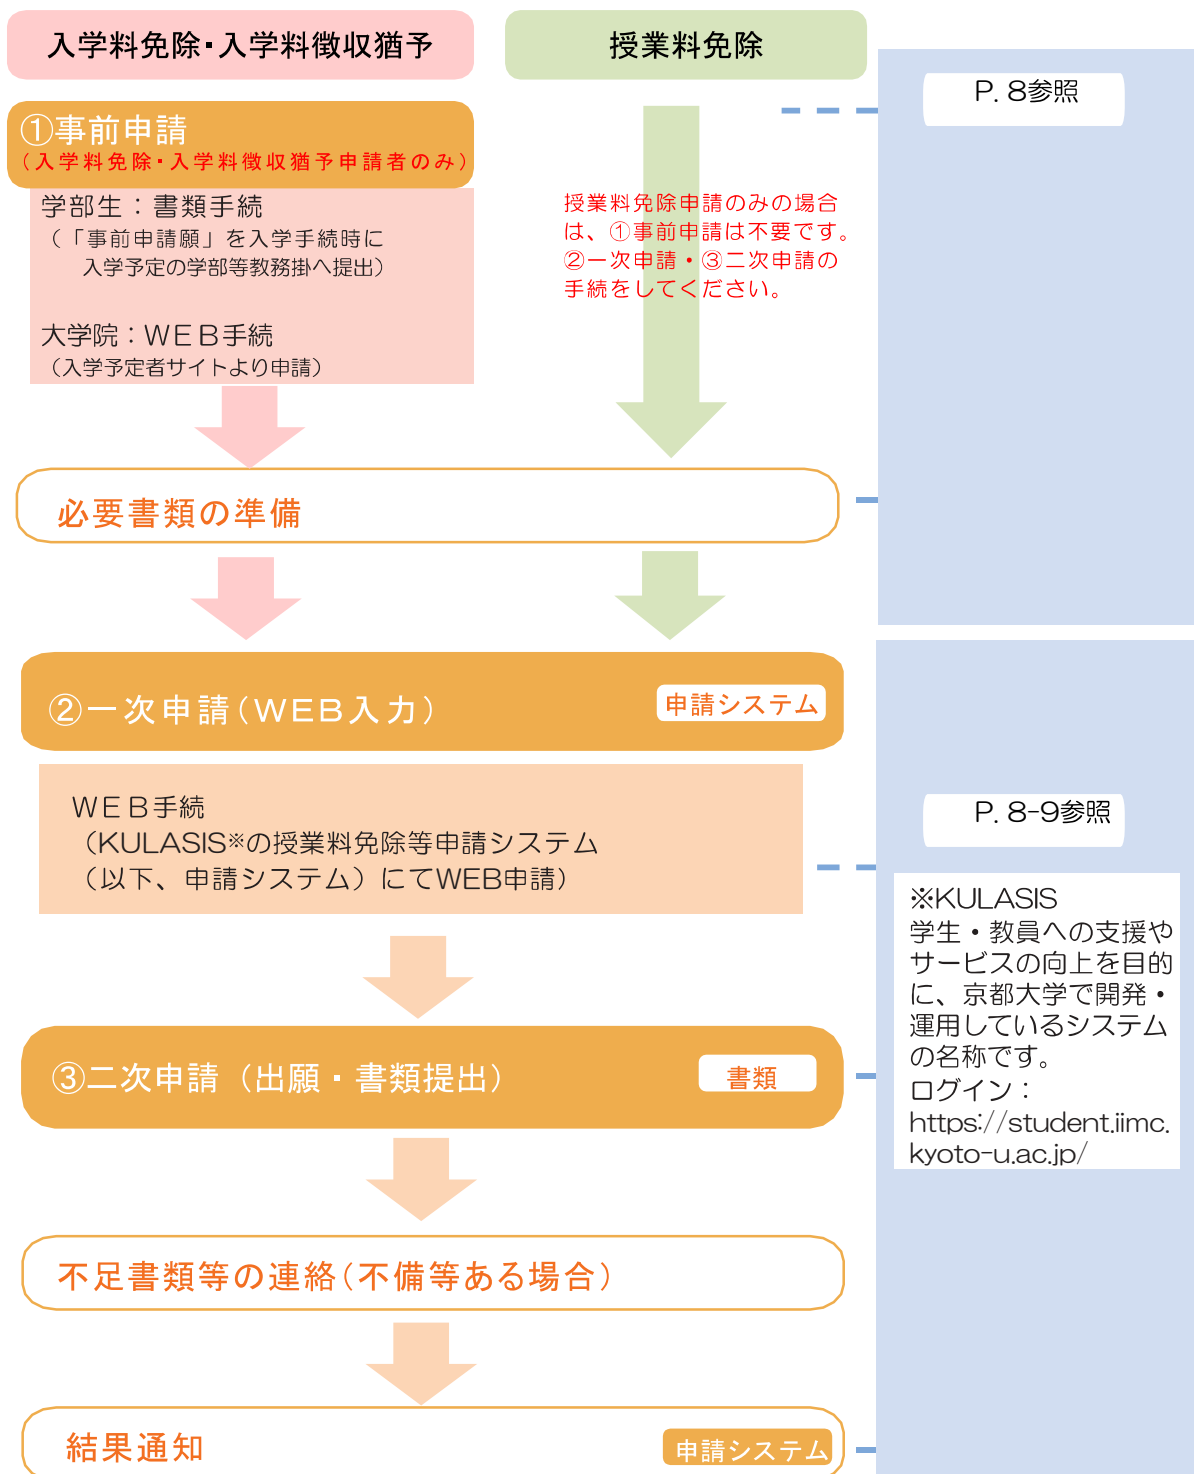 入学料免除・入学料徴収猶予
授業料免除
P. 8参照
①事前申請
（入学料免除・入学料徴収猶予申請者のみ）
学部生：書類手続
（「事前申請願」を入学手続時に
入学予定の学部等教務掛へ提出）
大学院：ＷＥＢ手続
（入学予定者サイトより申請）
授業料免除申請のみの場合
は、①事前申請は不要です。
②一次申請・③二次申請の
手続をしてください。
必要書類の準備
②一次申請（ＷＥＢ入力）
申請システム
ＷＥＢ手続
（KULASIS※の授業料免除等申請システム
（以下、申請システム）にてWEB申請）
P. 8-9参照
※KULASIS
学生・教員への支援や
サービスの向上を目的
に、京都大学で開発・
運用しているシステム
の名称です。
ログイン：
https://student.iimc.
kyoto-u.ac.jp/
③二次申請（出願・書類提出）
書類
不足書類等の連絡（不備等ある場合）
結果通知
申請システム